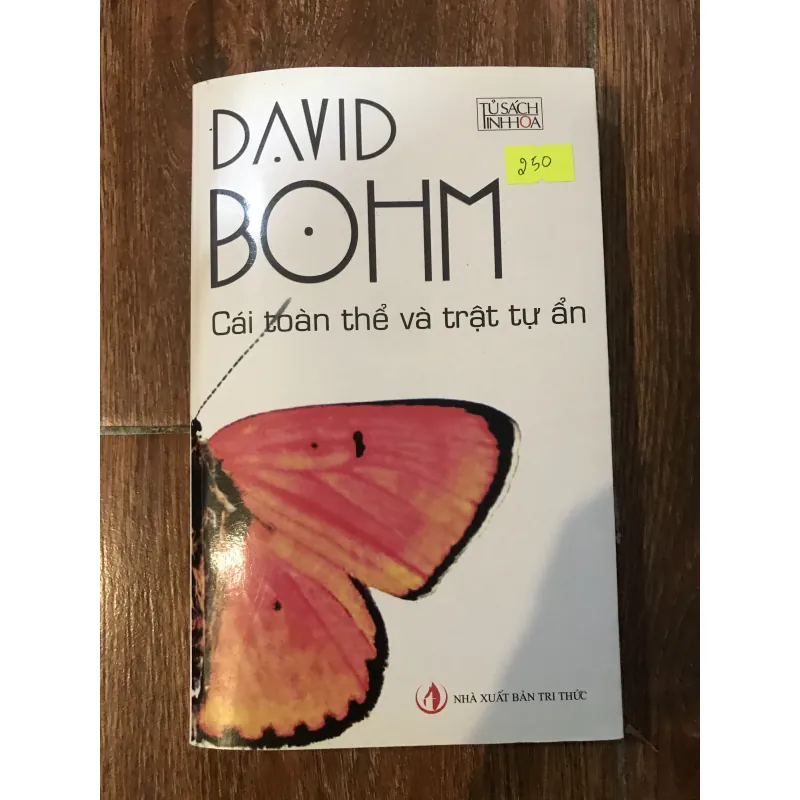 DAVID
TỦ SÁCH
TINH HOA
250
BOHM
Cái toàn thể và trật tự ẩn
NHÀ XUẤT BẢN TRI THỨC